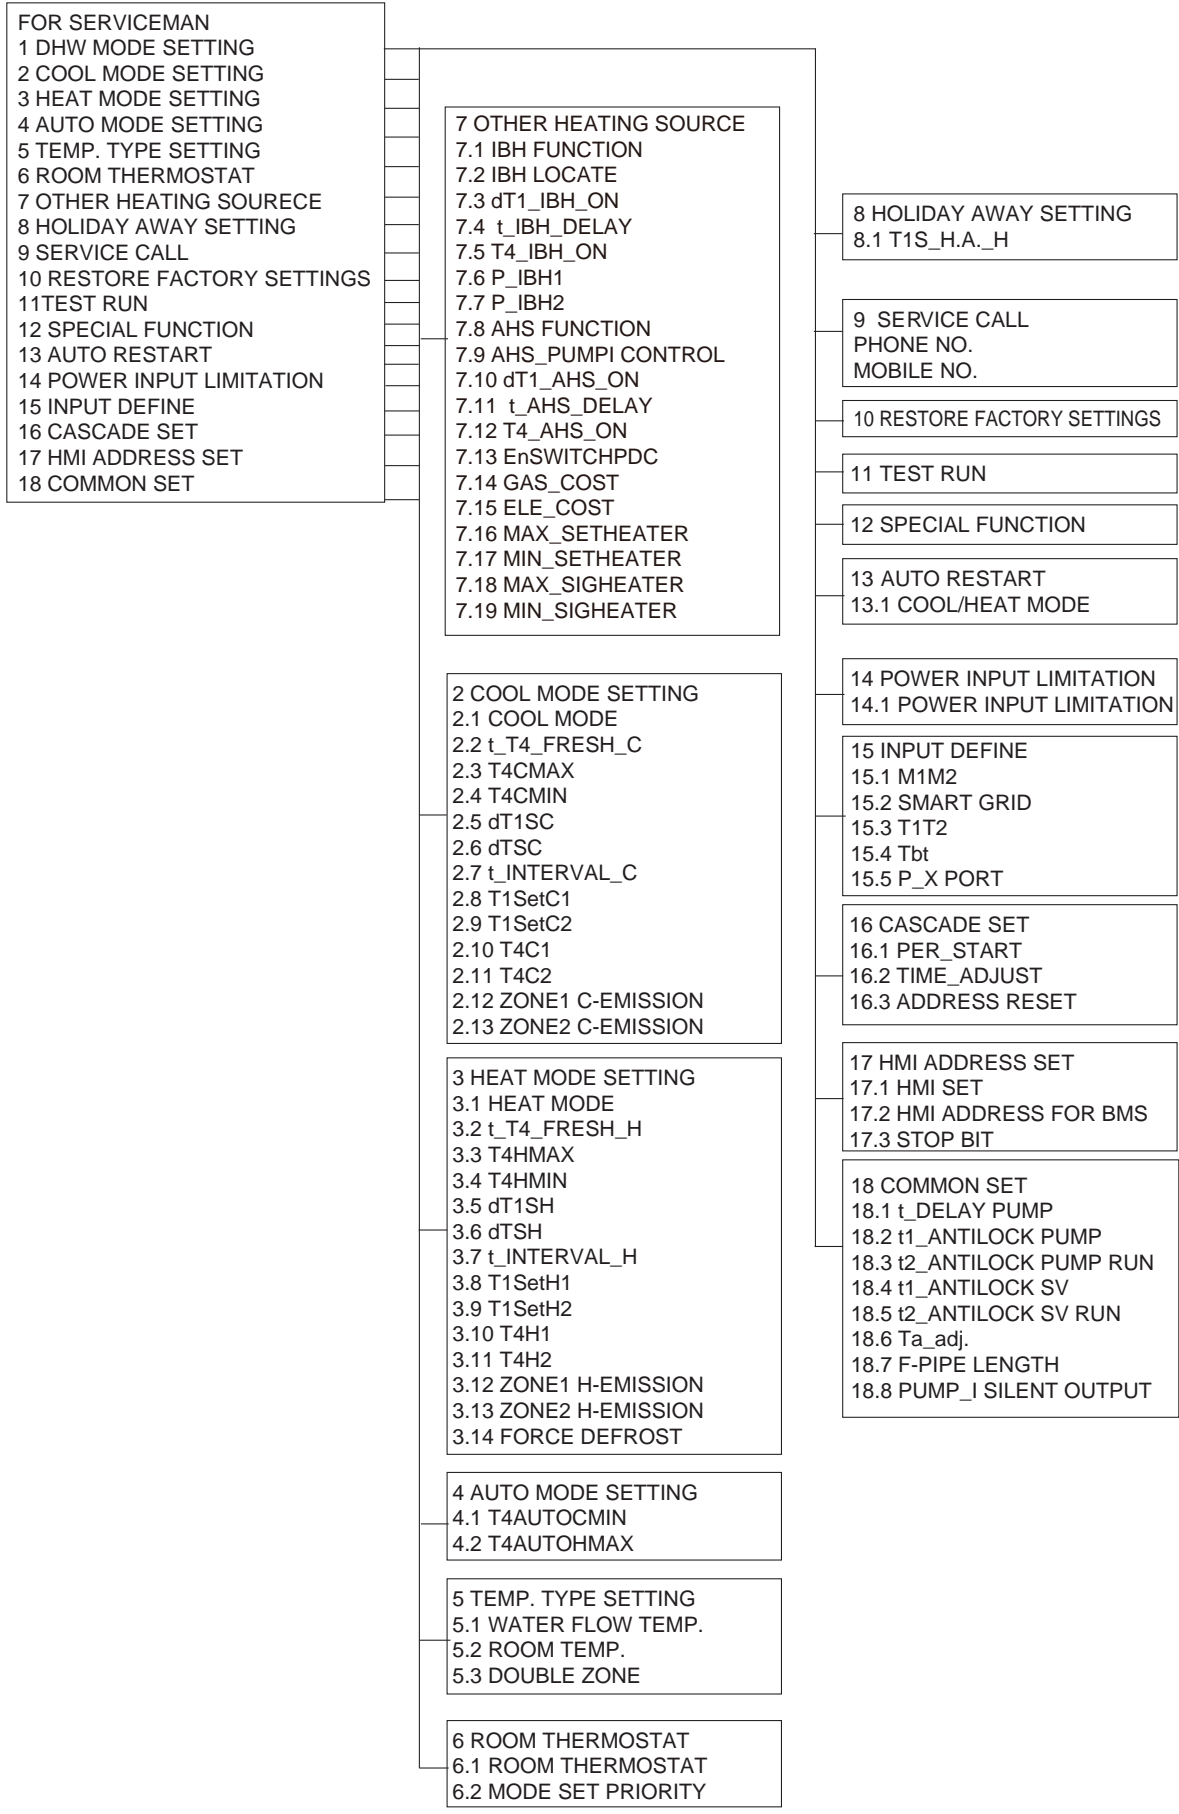 FOR SERVICEMAN
1 DHW MODE SETTING
2 COOL MODE SETTING
3 HEAT MODE SETTING
4 AUTO MODE SETTING
5 TEMP. TYPE SETTING
6 ROOM THERMOSTAT
7 OTHER HEATING SOURECE
8 HOLIDAY AWAY SETTING
9 SERVICE CALL
10 RESTORE FACTORY SETTINGS
11TEST RUN
12 SPECIAL FUNCTION
13 AUTO RESTART
14 POWER INPUT LIMITATION
15 INPUT DEFINE
16 CASCADE SET
17 HMI ADDRESS SET
18 COMMON SET
7 OTHER HEATING SOURCE
7.1 IBH FUNCTION
7.2 IBH LOCATE
7.3 dT1_IBH_ON
7.4 t_IBH_DELAY
7.5 T4_IBH_ON
7.6 P_IBH1
7.7 P_IBH2
7.8 AHS FUNCTION
7.9 AHS_PUMPI CONTROL
7.10 dT1_AHS_ON
7.11 t_AHS_DELAY
7.12 T4_AHS_ON
7.13 EnSWITCHPDC
7.14 GAS_COST
7.15 ELE_COST
7.16 MAX_SETHEATER
7.17 MIN_SETHEATER
7.18 MAX_SIGHEATER
7.19 MIN_SIGHEATER
2 COOL MODE SETTING
2.1 COOL MODE
2.2 t_T4_FRESH_C
2.3 T4CMAX
2.4 T4CMIN
2.5 dT1SC
2.6 dTSC
2.7 t_INTERVAL_C
2.8 T1SetC1
2.9 T1SetC2
2.10 T4C1
2.11 T4C2
2.12 ZONE1 C-EMISSION
2.13 ZONE2 C-EMISSION
3 HEAT MODE SETTING
3.1 HEAT MODE
3.2 t_T4_FRESH_H
3.3 T4HMAX
3.4 T4HMIN
3.5 dT1SH
3.6 dTSH
3.7 t_INTERVAL_H
3.8 T1SetH1
3.9 T1SetH2
3.10 T4H1
3.11 T4H2
3.12 ZONE1 H-EMISSION
3.13 ZONE2 H-EMISSION
3.14 FORCE DEFROST
4 AUTO MODE SETTING
4.1 T4AUTOCMIN
4.2 T4AUTOHMAX
5 TEMP. TYPE SETTING
5.1 WATER FLOW TEMP.
5.2 ROOM TEMP.
5.3 DOUBLE ZONE
6 ROOM THERMOSTAT
6.1 ROOM THERMOSTAT
6.2 MODE SET PRIORITY
8 HOLIDAY AWAY SETTING
8.1 T1S_H.A._H
9 SERVICE CALL
PHONE NO.
MOBILE NO.
10 RESTORE FACTORY SETTINGS
11 TEST RUN
12 SPECIAL FUNCTION
13 AUTO RESTART
13.1 COOL/HEAT MODE
14 POWER INPUT LIMITATION
14.1 POWER INPUT LIMITATION
15 INPUT DEFINE
15.1 M1M2
15.2 SMART GRID
15.3 T1T2
15.4 Tbt
15.5 P_X PORT
16 CASCADE SET
16.1 PER_START
16.2 TIME_ADJUST
16.3 ADDRESS RESET
17 HMI ADDRESS SET
17.1 HMI SET
17.2 HMI ADDRESS FOR BMS
17.3 STOP BIT
18 COMMON SET
18.1 t_DELAY PUMP
18.2 t1_ANTILOCK PUMP
18.3 t2_ANTILOCK PUMP RUN
18.4 t1_ANTILOCK SV
18.5 t2_ANTILOCK SV RUN
18.6 Ta_adj.
18.7 F-PIPE LENGTH
18.8 PUMP_I SILENT OUTPUT